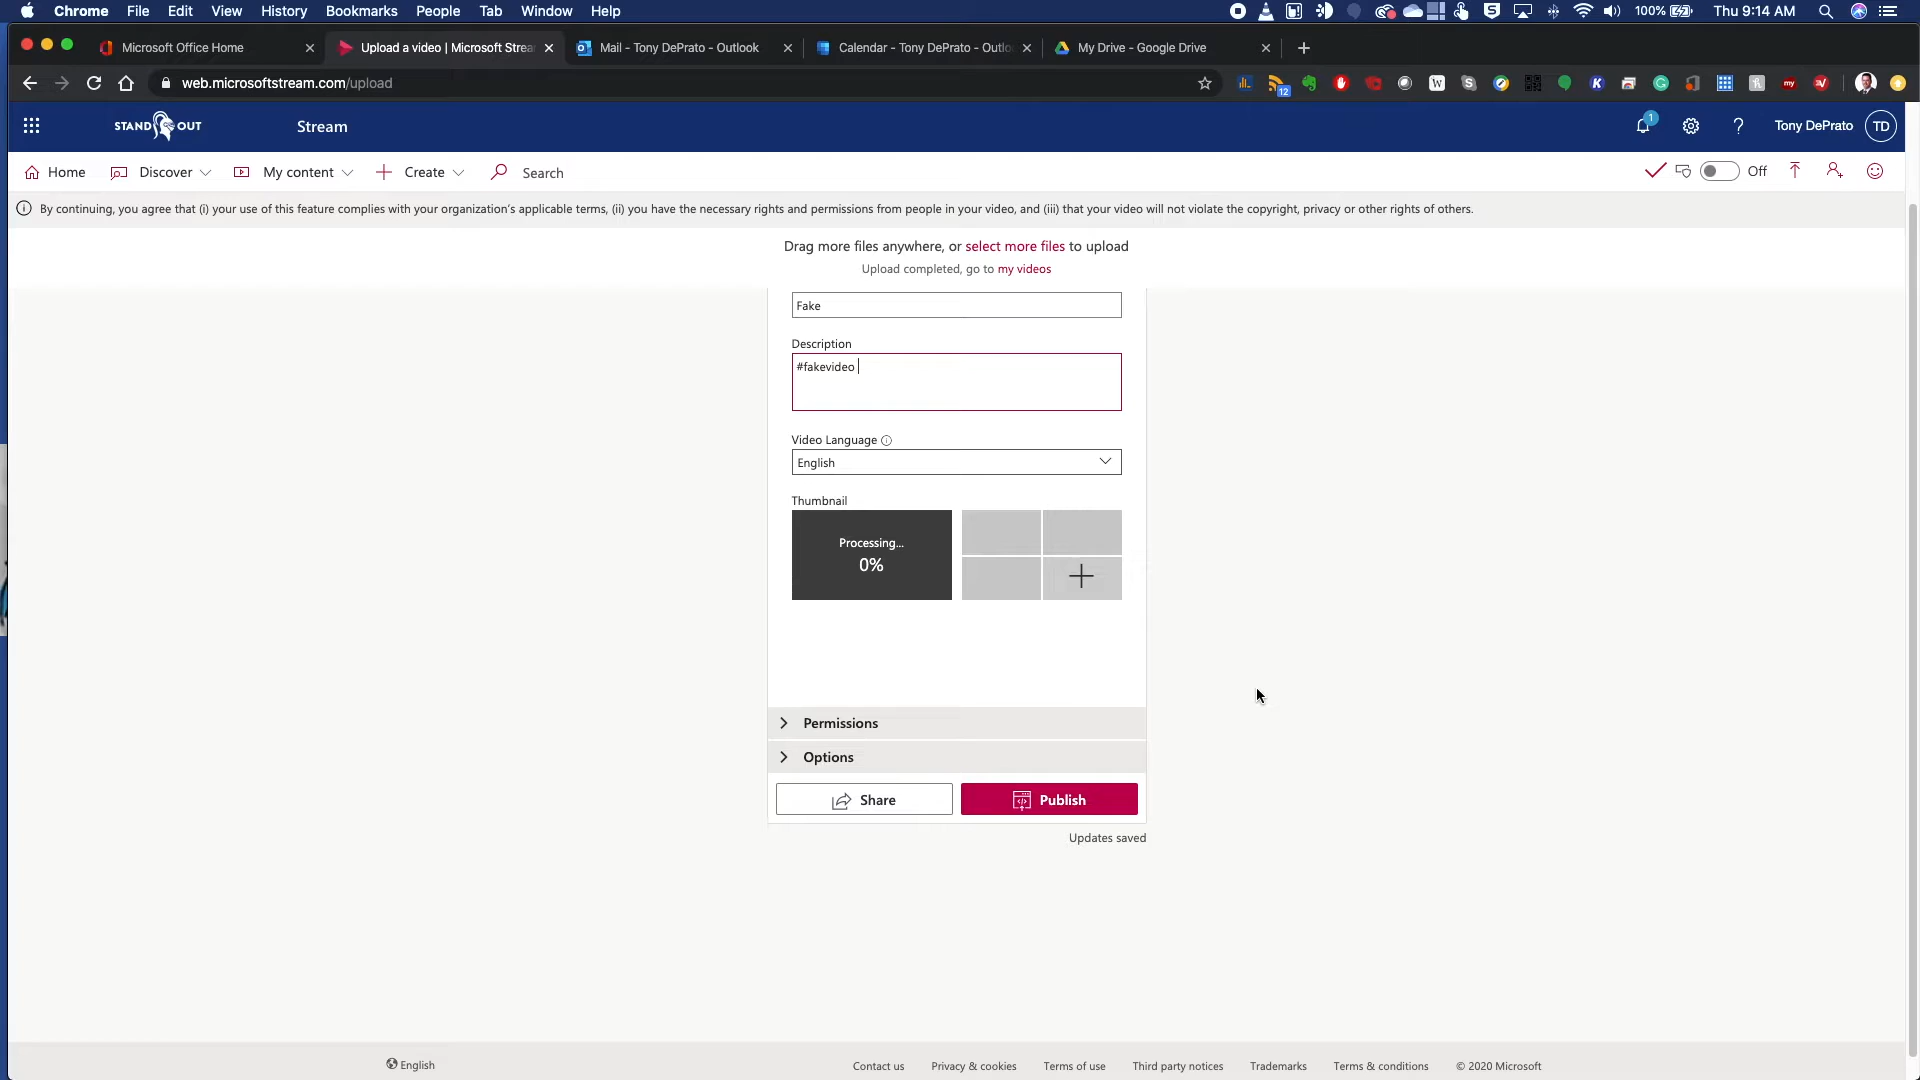 Chrome File Edit View History Bookmarks People Tab Window Help 100% Thu 9:14 AM
Microsoft Office Home Upload a video | Microsoft Strea Mail - Tony DePrato - Outlook Calendar - Tony DePrato - Outlo My Drive - Google Drive
web.microsoftstream.com/upload 12
STAND OUT Stream 1 Tony DePrato TD
Home Discover My content Create Search Off
By continuing, you agree that (i) your use of this feature complies with your organization's applicable terms, (ii) you have the necessary rights and permissions from people in your video, and (iii) that your video will not violate the copyright, privacy or other rights of others.
Drag more files anywhere, or select more files to upload
Upload completed, go to my videos
Fake
Description
#fakevideo
Video Language
English
Thumbnail
Processing...
0%
Permissions
Options
Share Publish
Updates saved
English Contact us Privacy & cookies Terms of use Third party notices Trademarks Terms & conditions © 2020 Microsoft